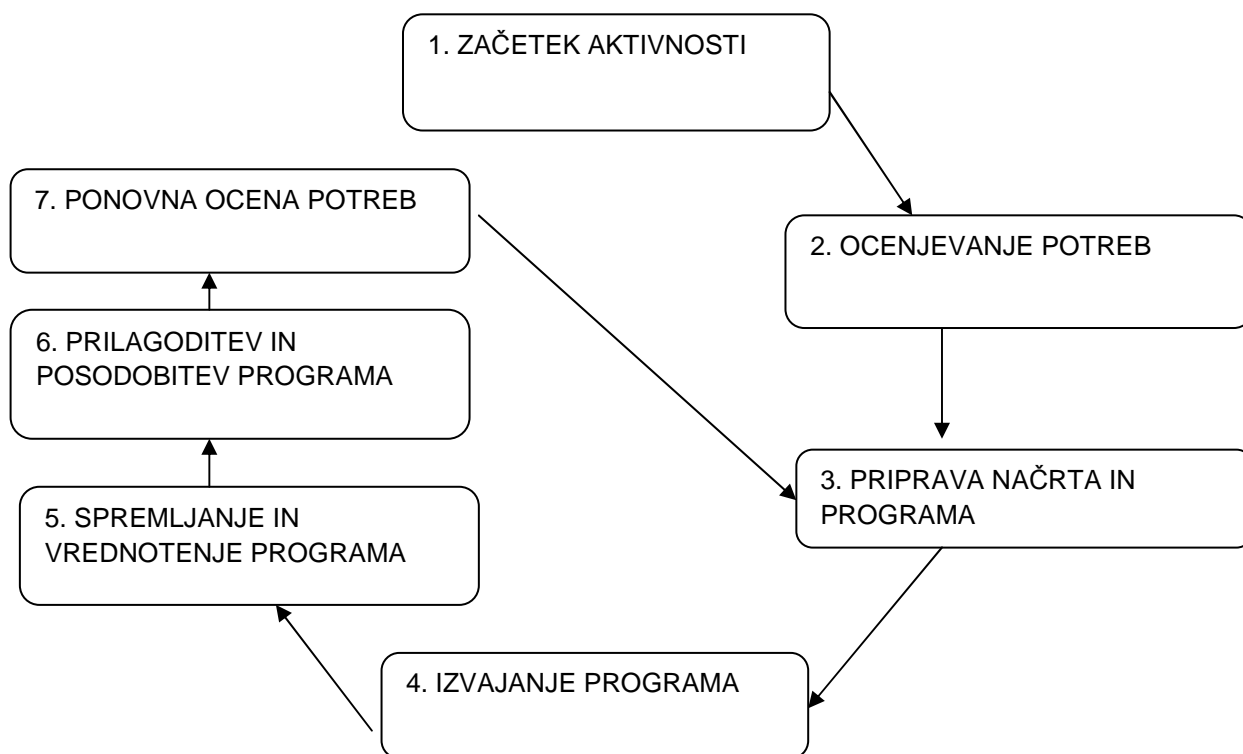 1. ZAČETEK AKTIVNOSTI
2. OCENJEVANJE POTREB
3. PRIPRAVA NAČRTA IN
PROGRAMA
4. IZVAJANJE PROGRAMA
5. SPREMLJANJE IN
VREDNOTENJE PROGRAMA
6. PRILAGODITEV IN
POSODOBITEV PROGRAMA
7. PONOVNA OCENA POTREB